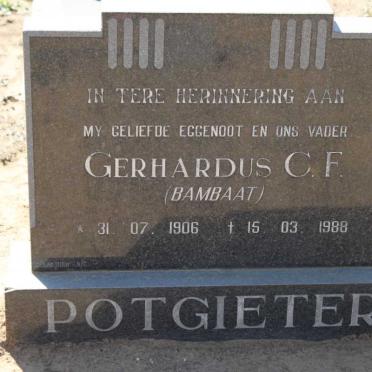 IN TERE HERINNERING AAN
MY GELIEFDE EGGENOOT EN ONS VADER
GERHARDUS C. F.
(BAMBAAT)
* 31. 07. 1906 † 15. 03. 1988
POTGIETER